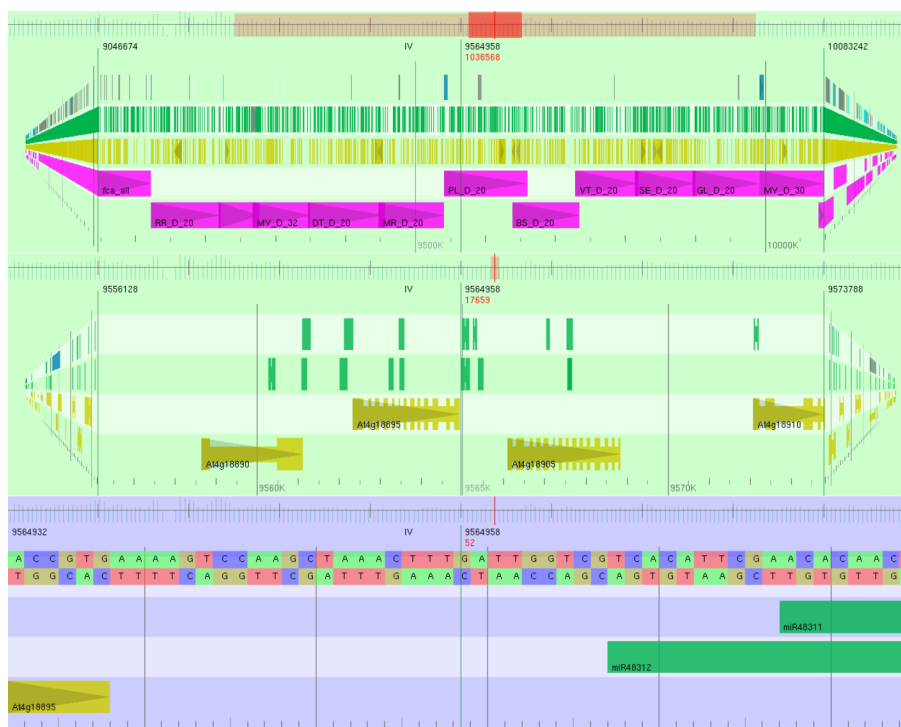 9046674 IV 9564958 10083242
1036568
fca_all PL_D_20 VT_D_20 SE_D_20 GL_D_20 MV_D_30
RR_D_20 MV_D_32 DT_D_20 MR_D_20 BS_D_20
9500K 10000K
9556128 IV 9564958 9573788
17659
At4g18895 At4g18910
At4g18890 At4g18905
9560K 9565K 9570K
9564932 IV 9564958
52
A C C G T G A A A A G T C C A A G C T A A A C T T T G A T T G G T C G T C A C A T T C G A A C A C A A C
T G G C A C T T T T C A G G T T C G A T T T G A A A C T A A C C A G C A G T G T A A G C T T G T G T T G
miR48311
miR48312
At4g18895